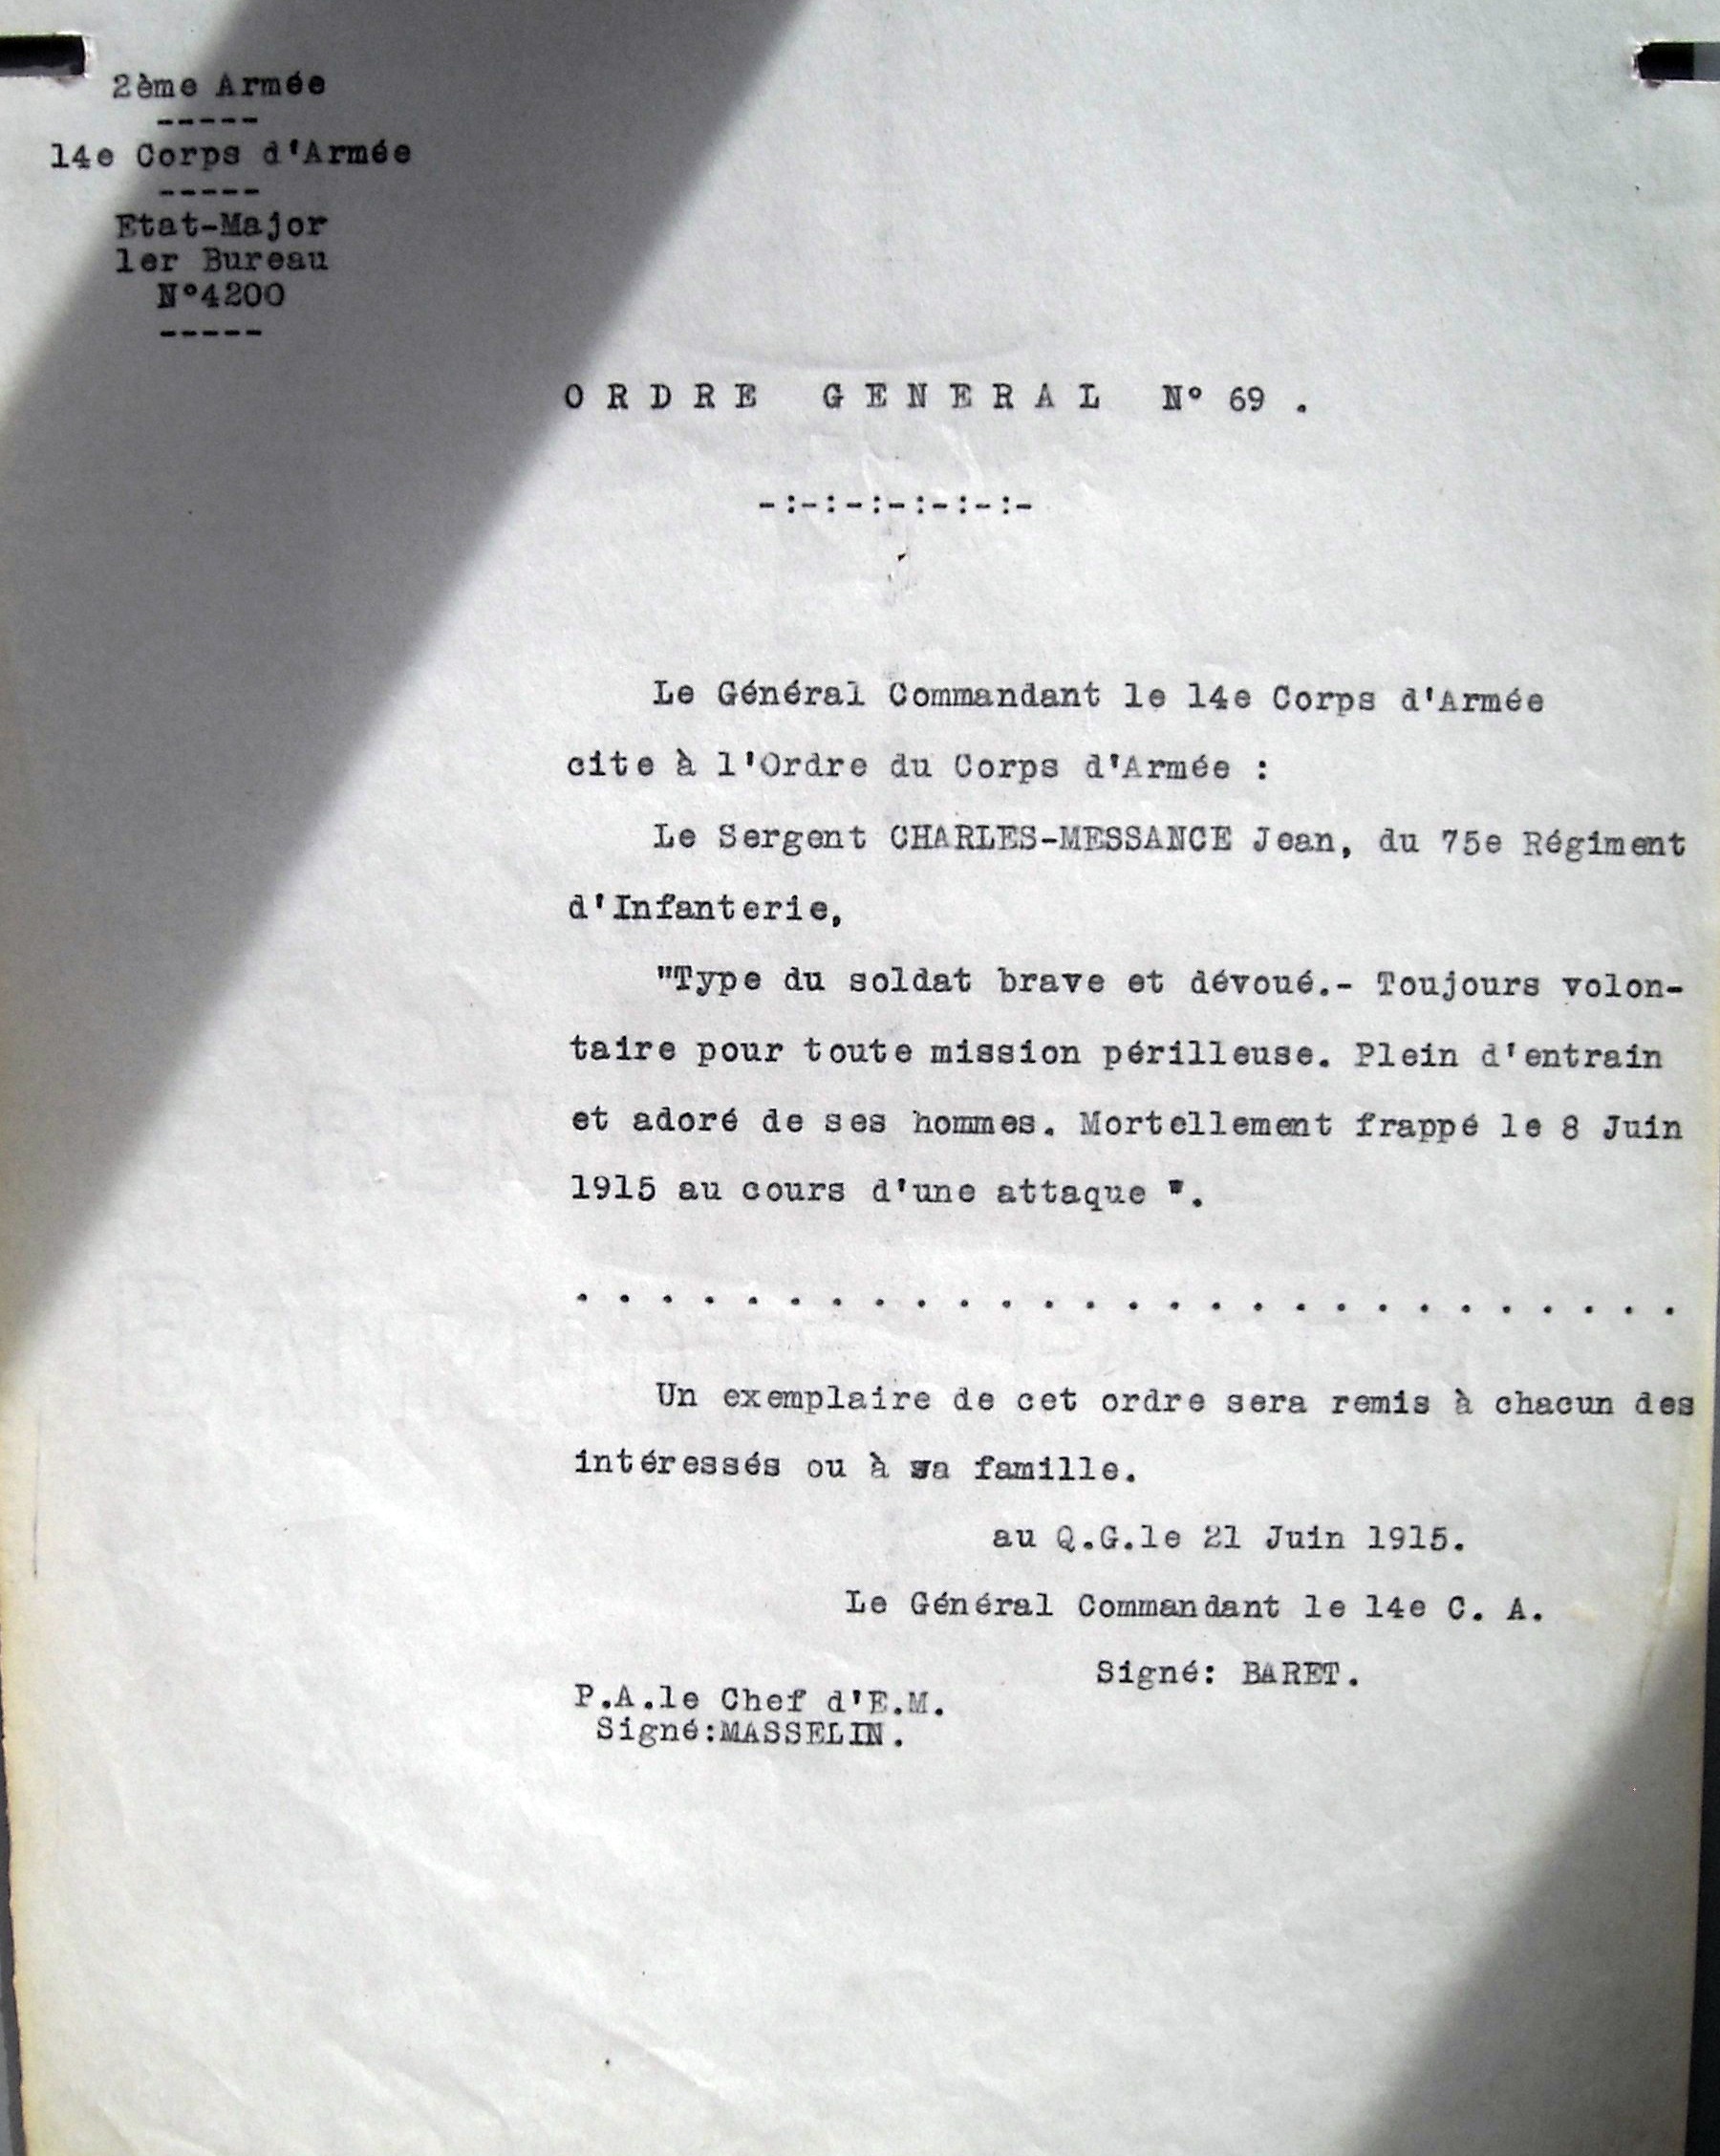 2ème Armée
-----
14e Corps d'Armée
-----
Etat-Major
1er Bureau
N°4200
-----
ORDRE GENERAL N° 69 .
-:-:-:-:-:-:-
Le Général Commandant le 14e Corps d'Armée
cite à l'Ordre du Corps d'Armée :
Le Sergent CHARLES-MESSANCE Jean, du 75e Régiment
d'Infanterie,
"Type du soldat brave et dévoué.- Toujours volon-
taire pour toute mission périlleuse. Plein d'entrain
et adoré de ses hommes. Mortellement frappé le 8 Juin
1915 au cours d'une attaque ".
. . . . . . . . . . . . . . . . . . . . . . . . . . .
Un exemplaire de cet ordre sera remis à chacun des
intéressés ou à sa famille.
au Q.G.le 21 Juin 1915.
Le Général Commandant le 14e C. A.
Signé: BARET.
P.A.le Chef d'E.M.
Signé:MASSELIN.